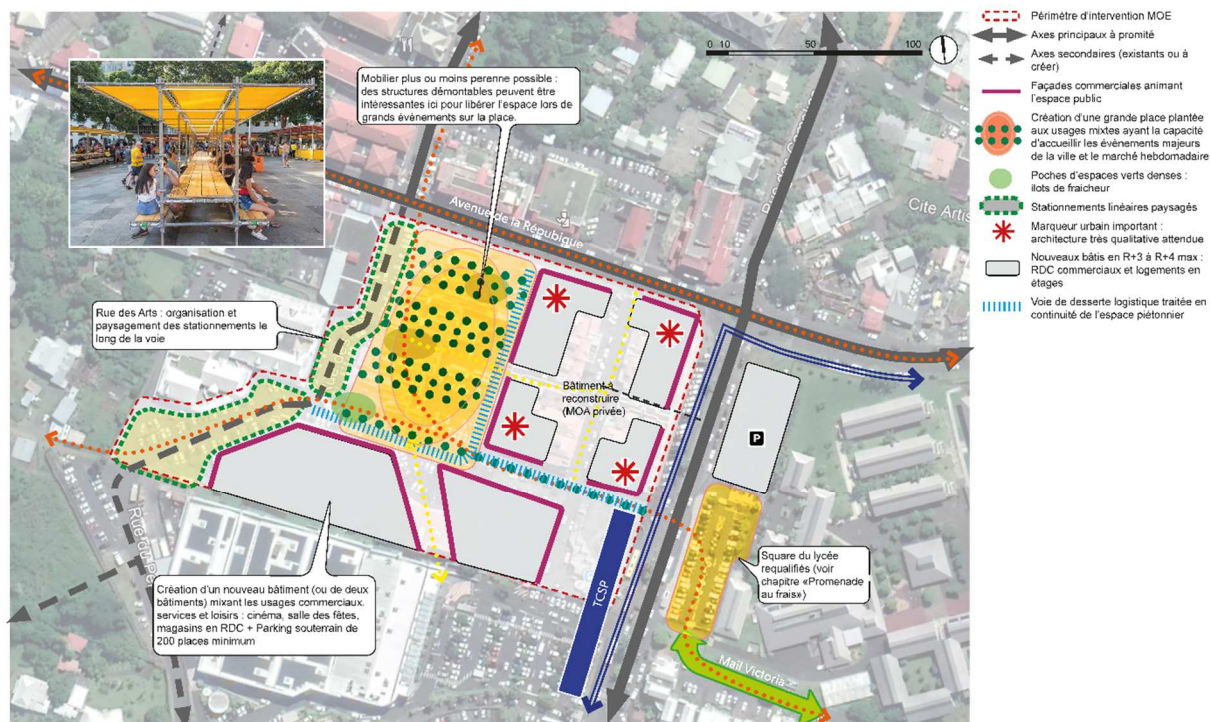 0 10 50 100
Mobilier plus ou moins perenne possible :
des structures démontables peuvent être
intéressantes ici pour libérer l'espace lors de
grands évènements sur la place.
Avenue de la République
Cité Artis
Rue des Arts : organisation et
paysagement des stationnements le
long de la voie
Bâtiment à
reconstruire
(MOA privée)
P
TCSP
Square du lycée
requalifiés (voir
chapitre «Promenade
au frais»)
Mail Victoria
Création d'un nouveau bâtiment (ou de deux
bâtiments) mixant les usages commerciaux,
services et loisirs : cinéma, salle des fêtes,
magasins en RDC + Parking souterrain de
200 places minimum
Périmètre d'intervention MOE
Axes principaux à promité
Axes secondaires (existants ou à
créer)
Façades commerciales animant
l'espace public
Création d'une grande place plantée
aux usages mixtes ayant la capacité
d'accueillir les évènements majeurs
de la ville et le marché hebdomadaire
Poches d'espaces verts denses :
ilots de fraicheur
Stationnements linéaires paysagés
Marqueur urbain important :
architecture très qualitative attendue
Nouveaux bâtis en R+3 à R+4 max :
RDC commerciaux et logements en
étages
Voie de desserte logistique traitée en
continuité de l'espace piétonnier